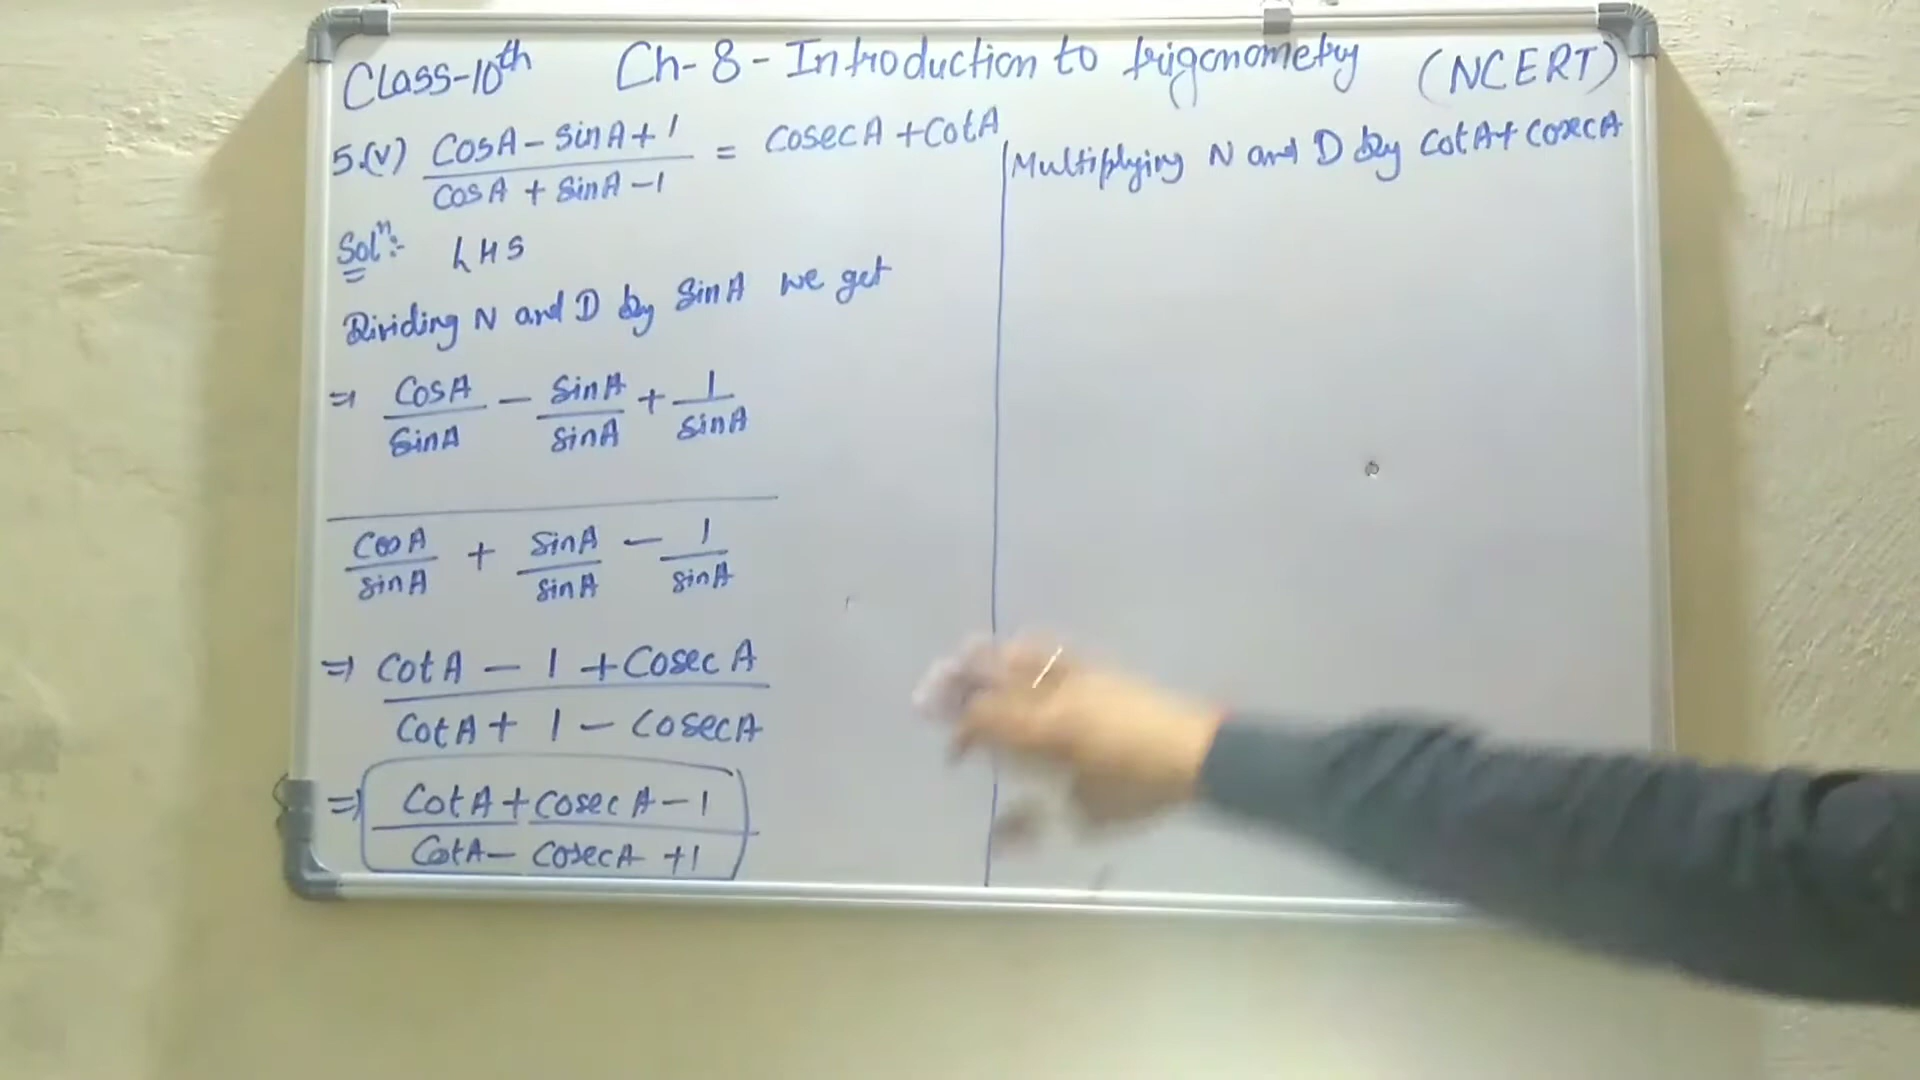 Class-10th Ch-8-Introduction to trigonometry (NCERT)
5.(v) CosA - sinA + 1 / cosA + sinA - 1 = cosecA + CotA
Solⁿ:- LHS
Dividing N and D by SinA we get
⇒ CosA/SinA - SinA/sinA + 1/sinA
CosA/sinA + SinA/sinA - 1/sinA
⇒ CotA - 1 + Cosec A
CotA + 1 - CosecA
⇒ CotA + cosec A - 1
CotA - CosecA + 1
Multiplying N and D by CotA + CosecA